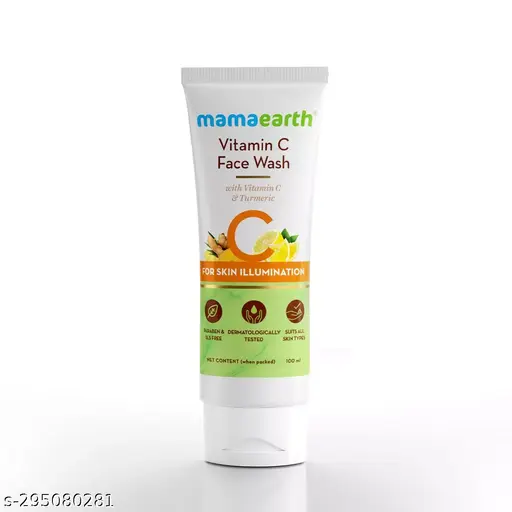 mamaearth
Vitamin C
Face Wash
with Vitamin C
& Turmeric
C
FOR SKIN ILLUMINATION
PARABEN &
SLS FREE
DERMATOLOGICALLY
TESTED
SUITS ALL
SKIN TYPES
NET CONTENT (when packed) 100 ml
s-295080281